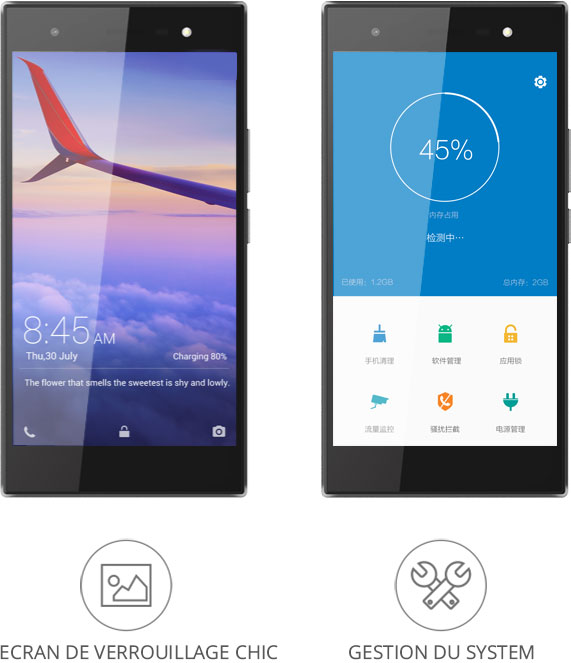 8:45 AM
Thu,30 July
Charging 80%
The flower that smells the sweetest is shy and lowly.
45%
内存占用
检测中···
已使用：1.2GB
总内存：2GB
手机清理
软件管理
应用锁
流量监控
骚扰拦截
电源管理
ECRAN DE VERROUILLAGE CHIC
GESTION DU SYSTEM